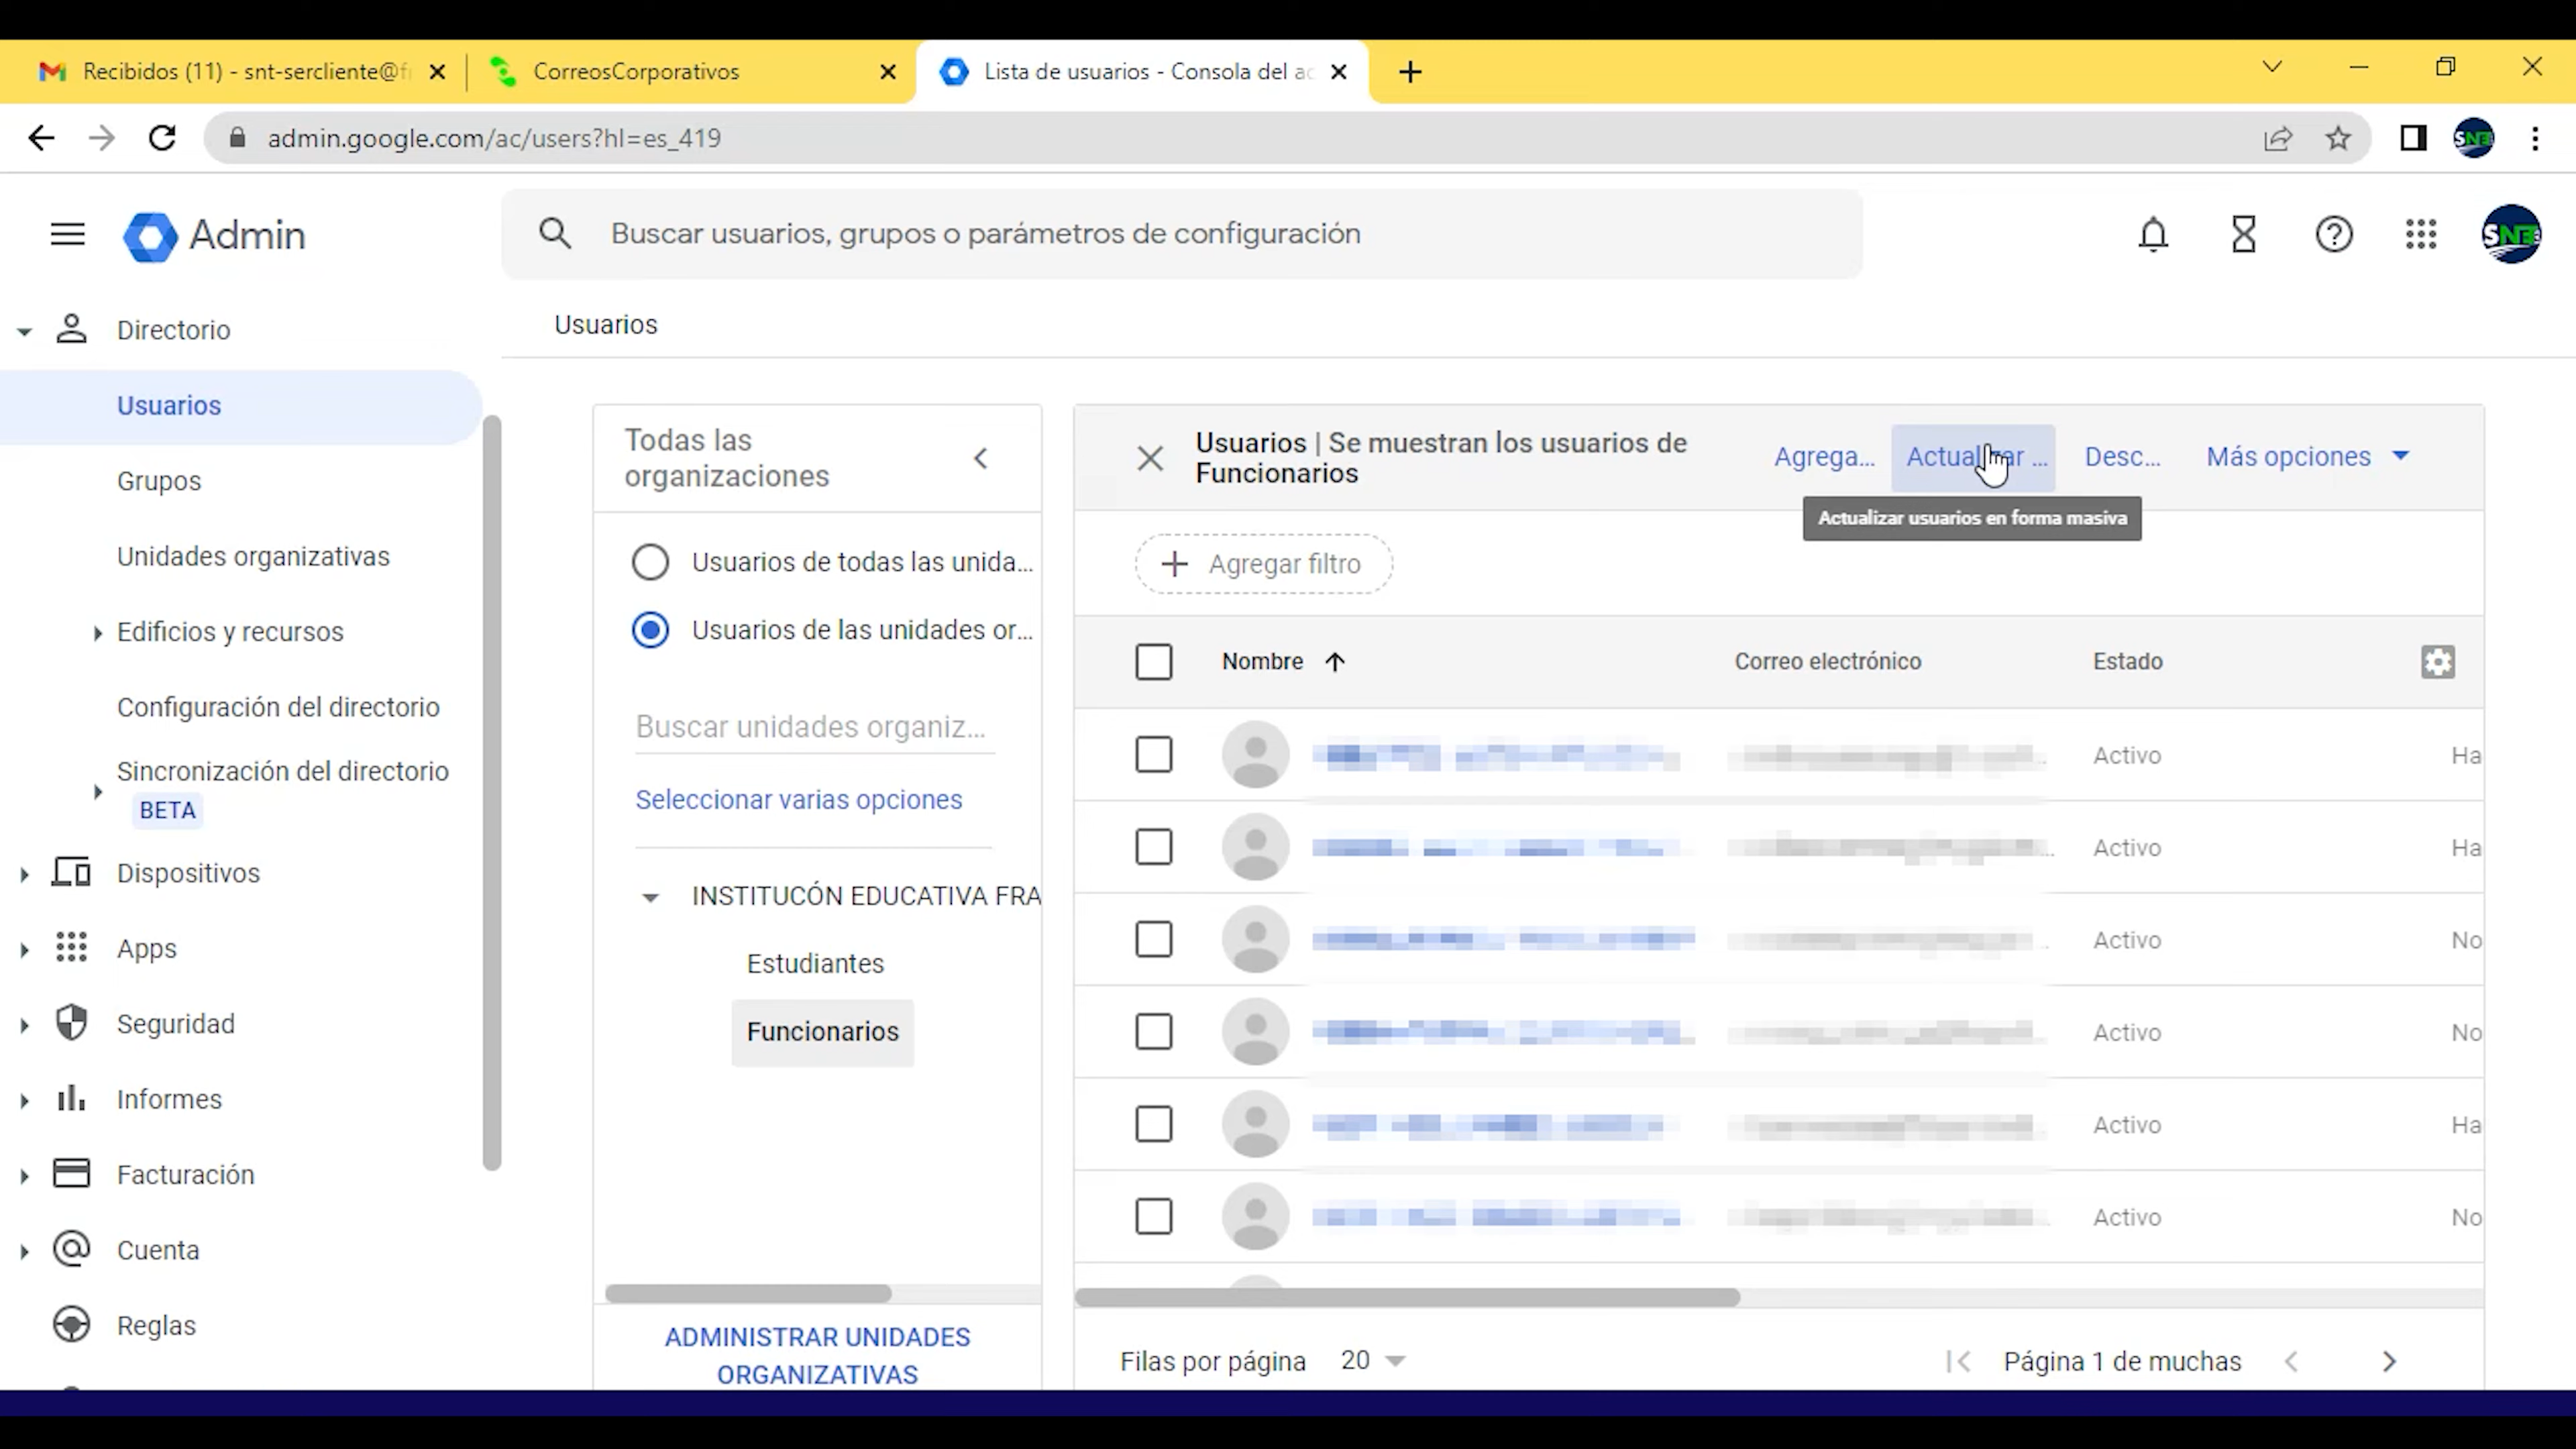 Recibidos (11) - snt-sercliente@f
CorreosCorporativos
Lista de usuarios - Consola del ac
admin.google.com/ac/users?hl=es_419
SNE
Admin
Buscar usuarios, grupos o parámetros de configuración
SNE
Directorio
Usuarios
Grupos
Unidades organizativas
Edificios y recursos
Configuración del directorio
Sincronización del directorio
BETA
Dispositivos
Apps
Seguridad
Informes
Facturación
Cuenta
Reglas
Usuarios
Todas las
organizaciones
Usuarios de todas las unida...
Usuarios de las unidades or...
Buscar unidades organiz...
Seleccionar varias opciones
INSTITUCÓN EDUCATIVA FRA
Estudiantes
Funcionarios
ADMINISTRAR UNIDADES
ORGANIZATIVAS
Usuarios | Se muestran los usuarios de
Funcionarios
Agrega... Actualizar ... Desc... Más opciones
Actualizar usuarios en forma masiva
Agregar filtro
Nombre Correo electrónico Estado
Activo Ha
Activo Ha
Activo No
Activo No
Activo Ha
Activo No
Filas por página 20 Página 1 de muchas